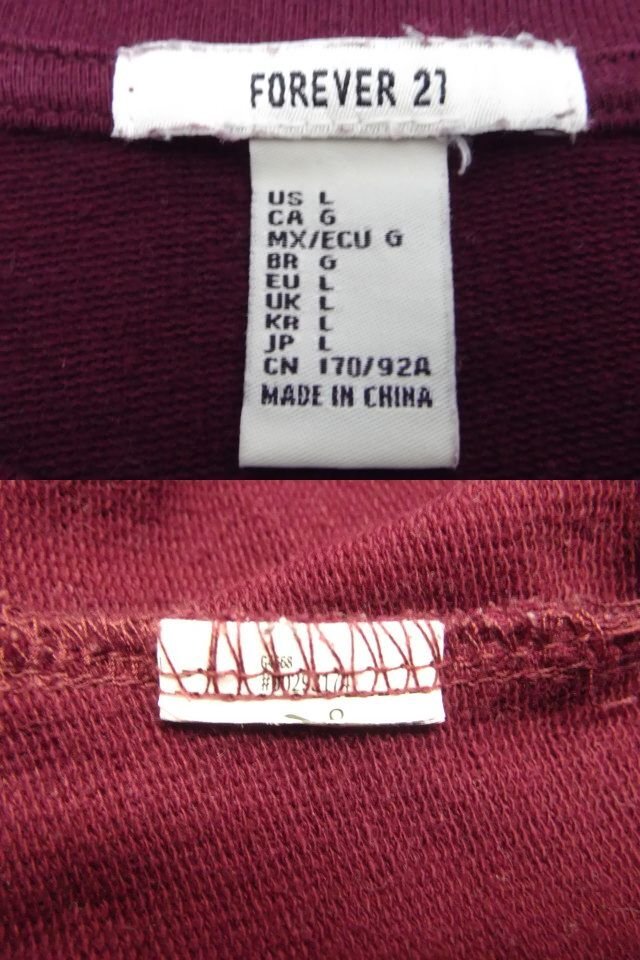 FOREVER 21
US L
CA G
MX/ECU G
BR G
EU L
UK L
KR L
JP L
CN 170/92A
MADE IN CHINA